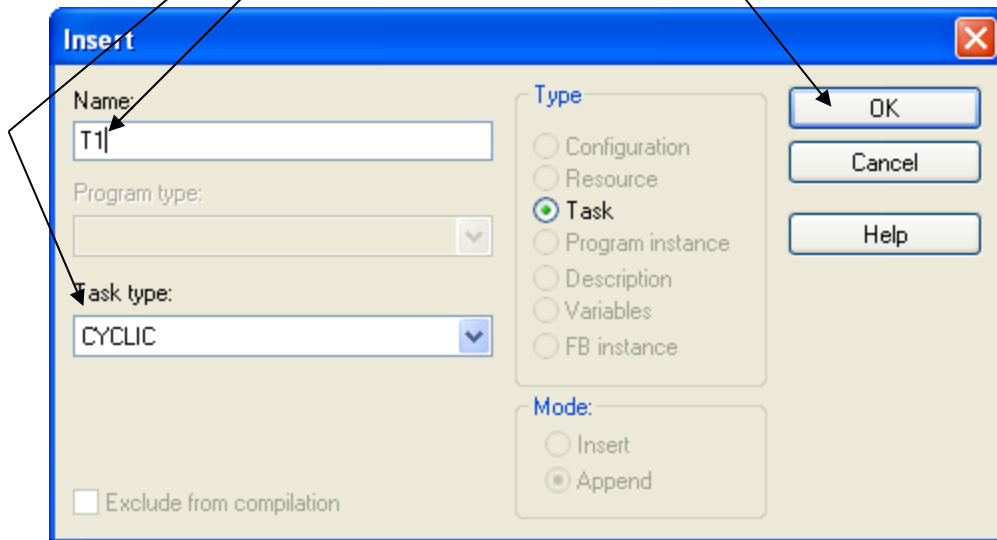 Insert
Name:
T1
Program type:
Task type:
CYCLIC
Exclude from compilation
Type
Configuration
Resource
Task
Program instance
Description
Variables
FB instance
Mode:
Insert
Append
OK
Cancel
Help